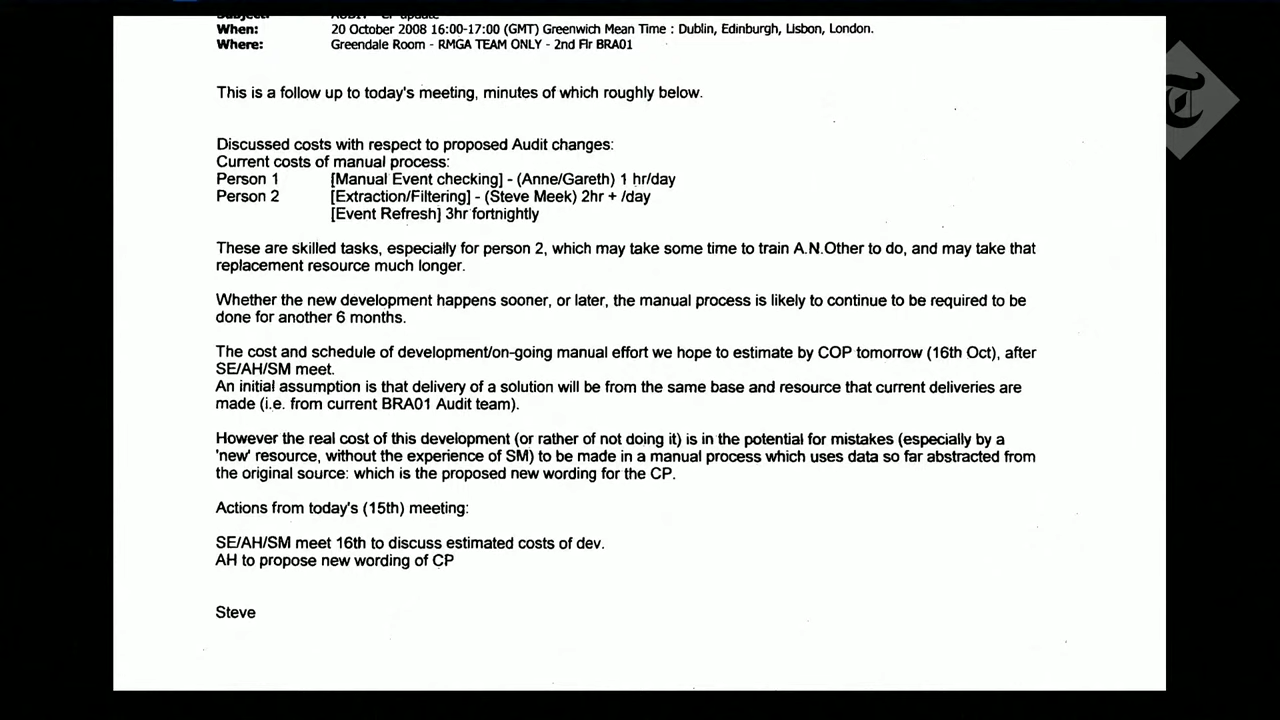 Subject: AUDIT - CP update
When: 20 October 2008 16:00-17:00 (GMT) Greenwich Mean Time : Dublin, Edinburgh, Lisbon, London.
Where: Greendale Room - RMGA TEAM ONLY - 2nd Flr BRA01
This is a follow up to today's meeting, minutes of which roughly below.
Discussed costs with respect to proposed Audit changes:
Current costs of manual process:
Person 1 [Manual Event checking] - (Anne/Gareth) 1 hr/day
Person 2 [Extraction/Filtering] - (Steve Meek) 2hr + /day
[Event Refresh] 3hr fortnightly
These are skilled tasks, especially for person 2, which may take some time to train A.N.Other to do, and may take that
replacement resource much longer.
Whether the new development happens sooner, or later, the manual process is likely to continue to be required to be
done for another 6 months.
The cost and schedule of development/on-going manual effort we hope to estimate by COP tomorrow (16th Oct), after
SE/AH/SM meet.
An initial assumption is that delivery of a solution will be from the same base and resource that current deliveries are
made (i.e. from current BRA01 Audit team).
However the real cost of this development (or rather of not doing it) is in the potential for mistakes (especially by a
'new' resource, without the experience of SM) to be made in a manual process which uses data so far abstracted from
the original source: which is the proposed new wording for the CP.
Actions from today's (15th) meeting:
SE/AH/SM meet 16th to discuss estimated costs of dev.
AH to propose new wording of CP
Steve
T